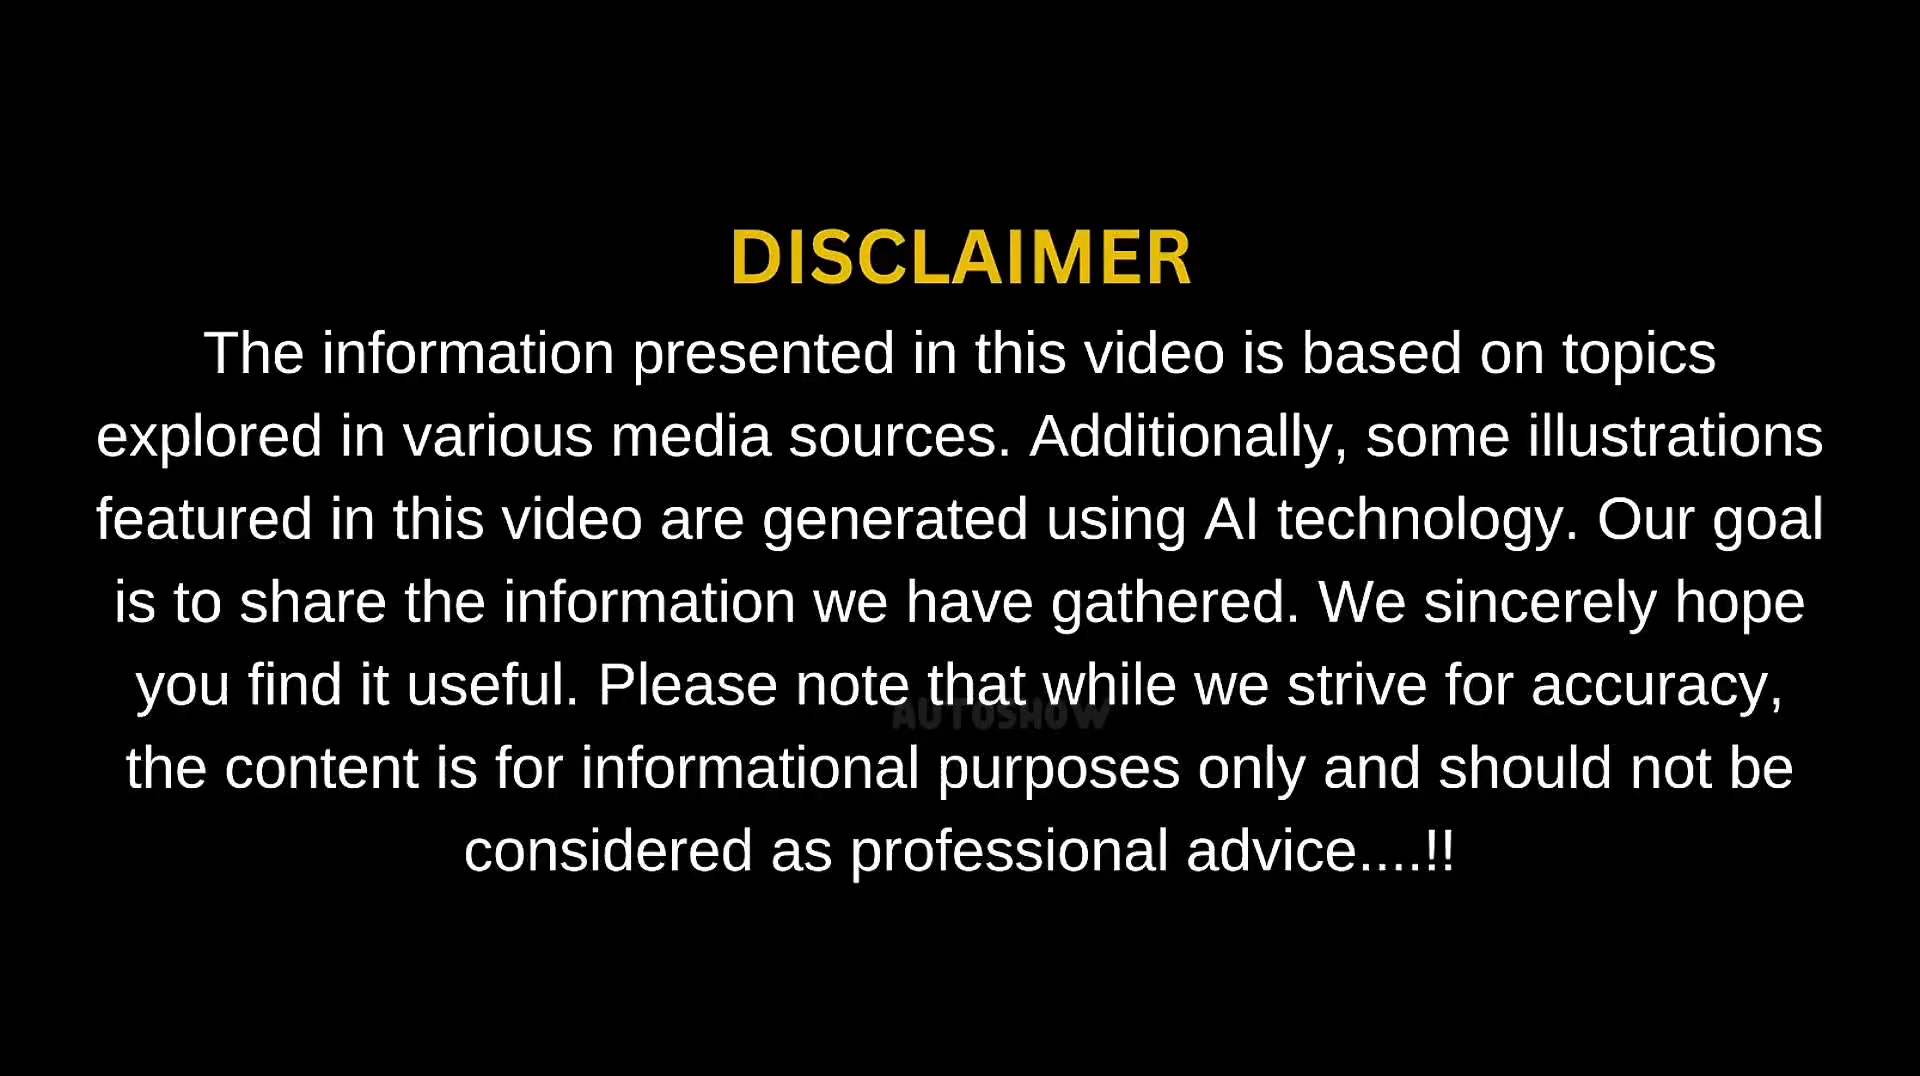 DISCLAIMER
The information presented in this video is based on topics
explored in various media sources. Additionally, some illustrations
featured in this video are generated using AI technology. Our goal
is to share the information we have gathered. We sincerely hope
you find it useful. Please note that while we strive for accuracy,
AUTOSHOW
the content is for informational purposes only and should not be
considered as professional advice....!!